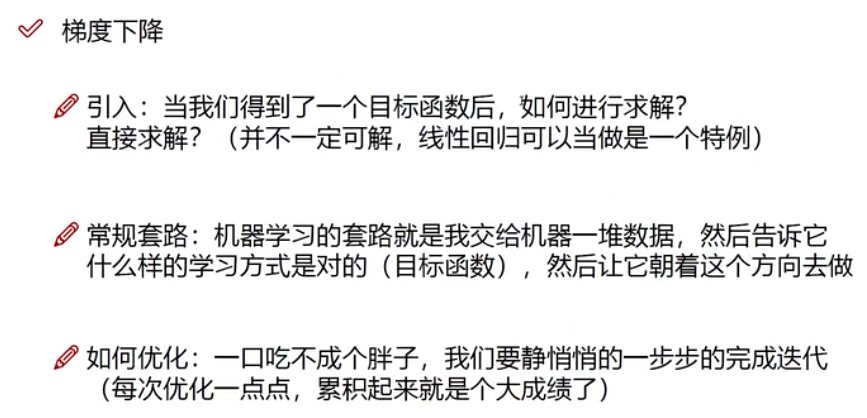 梯度下降
引入：当我们得到了一个目标函数后，如何进行求解？
直接求解？（并不一定可解，线性回归可以当做是一个特例）
常规套路：机器学习的套路就是我交给机器一堆数据，然后告诉它
什么样的学习方式是对的（目标函数），然后让它朝着这个方向去做
如何优化：一口吃不成个胖子，我们要静悄悄的一步步的完成迭代
（每次优化一点点，累积起来就是个大成绩了）